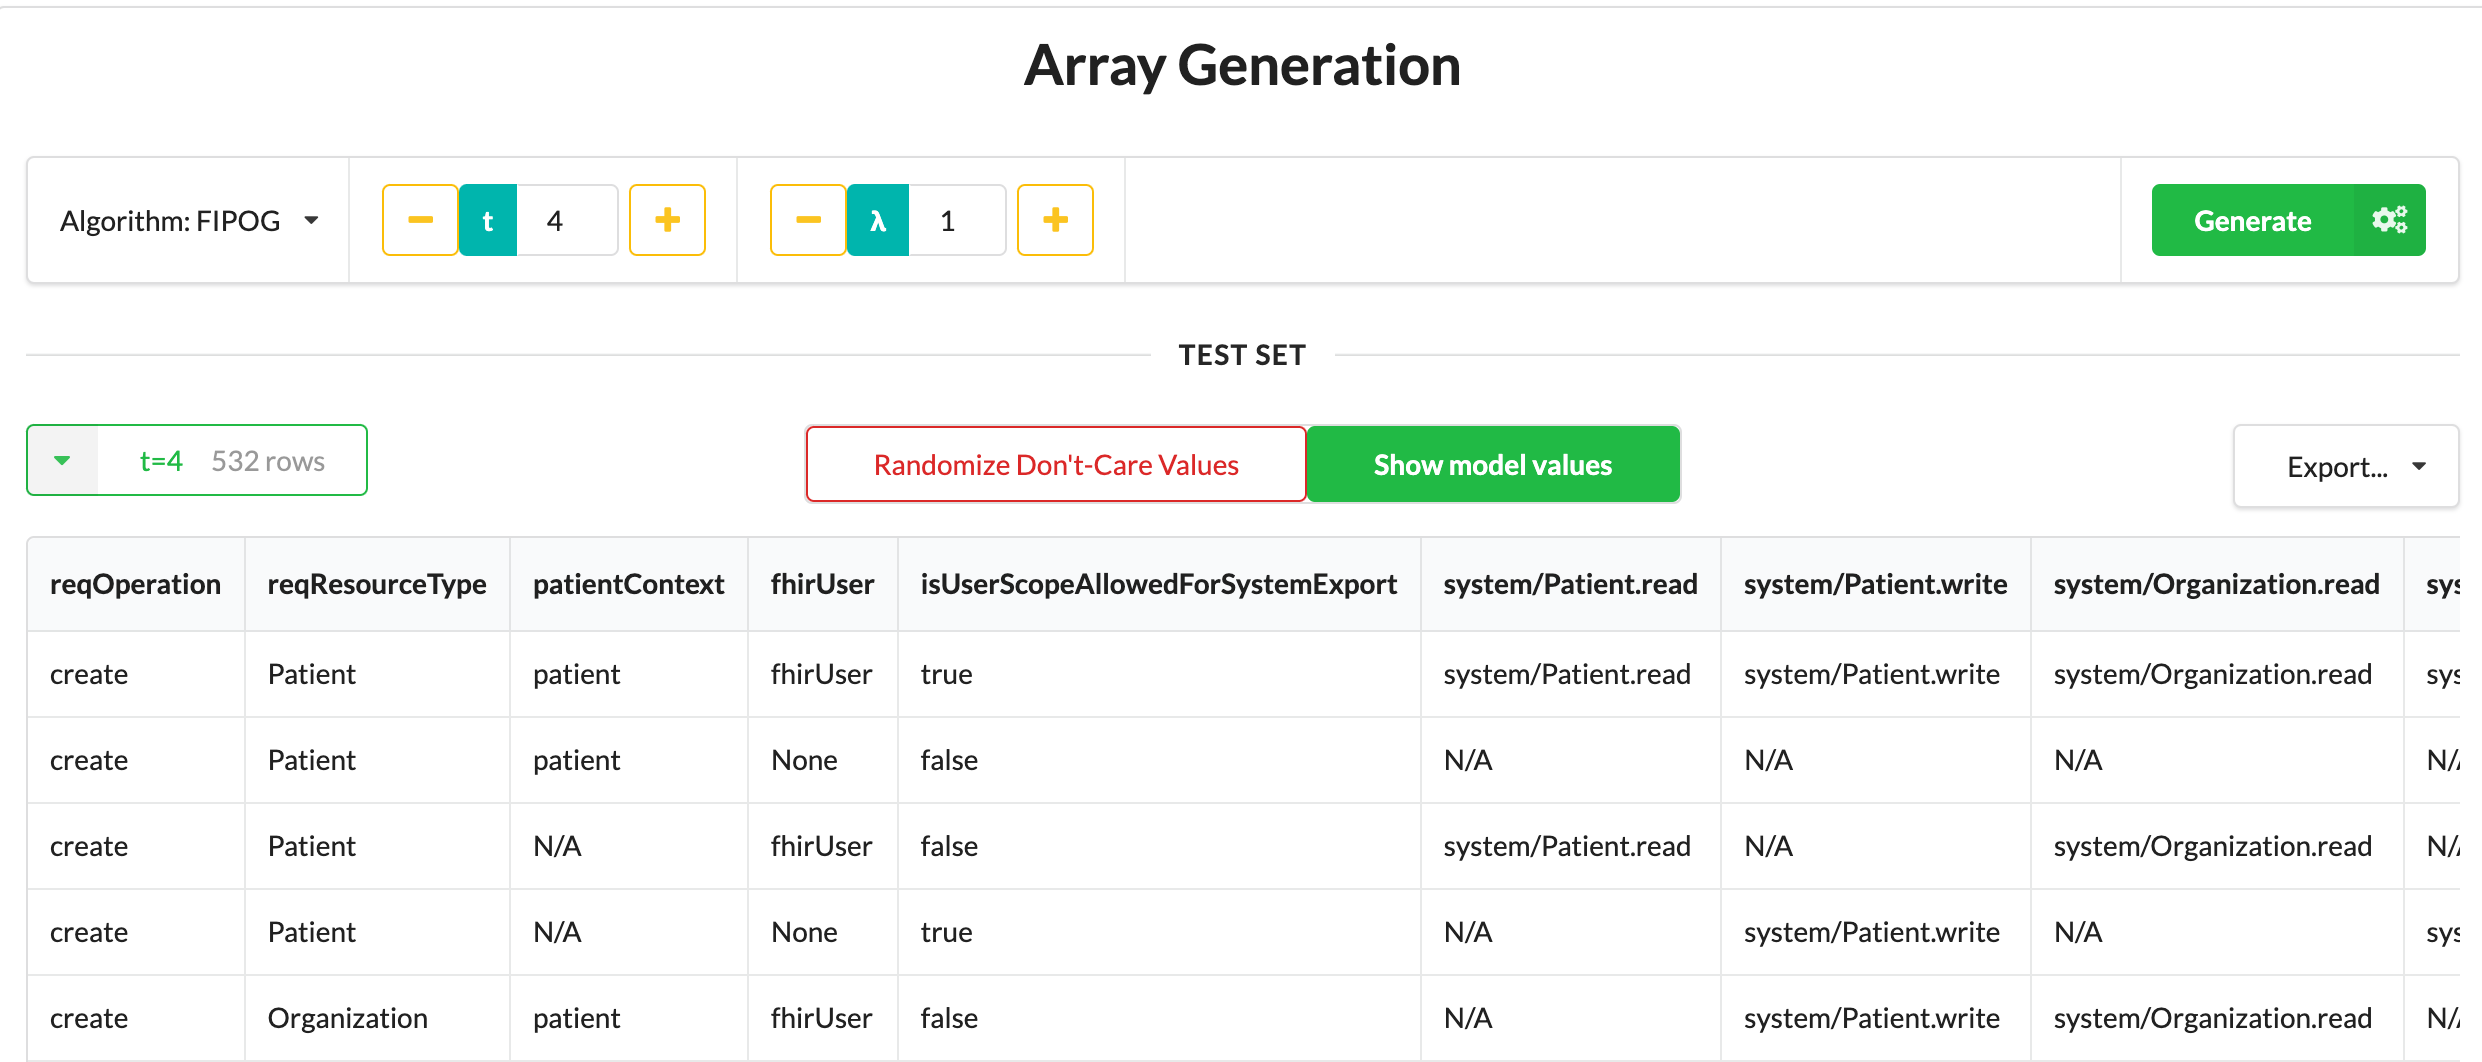 Array Generation
Algorithm: FIPOG t 4 λ 1 Generate
TEST SET
t=4 532 rows Randomize Don't-Care Values Show model values Export...
reqOperation reqResourceType patientContext fhirUser isUserScopeAllowedForSystemExport system/Patient.read system/Patient.write system/Organization.read sys
create Patient patient fhirUser true system/Patient.read system/Patient.write system/Organization.read sys
create Patient patient None false N/A N/A N/A N/
create Patient N/A fhirUser false system/Patient.read N/A system/Organization.read N/
create Patient N/A None true N/A system/Patient.write N/A sys
create Organization patient fhirUser false N/A system/Patient.write system/Organization.read N/